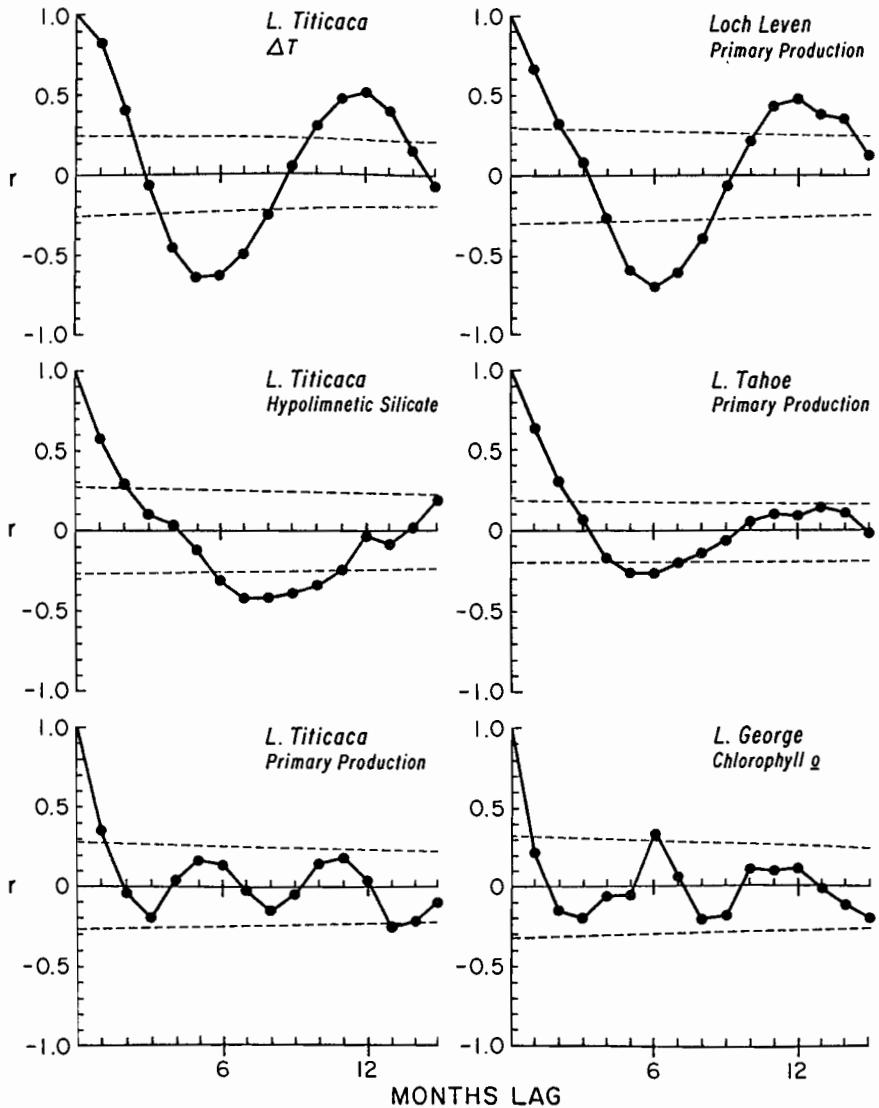 L. Titicaca
ΔT
1.0
0.5
r
0
-0.5
-1.0
Loch Leven
Primary Production
1.0
0.5
0
-0.5
-1.0
L. Titicaca
Hypolimnetic Silicate
1.0
0.5
r
0
-0.5
-1.0
L. Tahoe
Primary Production
1.0
0.5
0
-0.5
-1.0
L. Titicaca
Primary Production
1.0
0.5
r
0
-0.5
-1.0
6
12
L. George
Chlorophyll a
1.0
0.5
0
-0.5
-1.0
6
12
MONTHS LAG